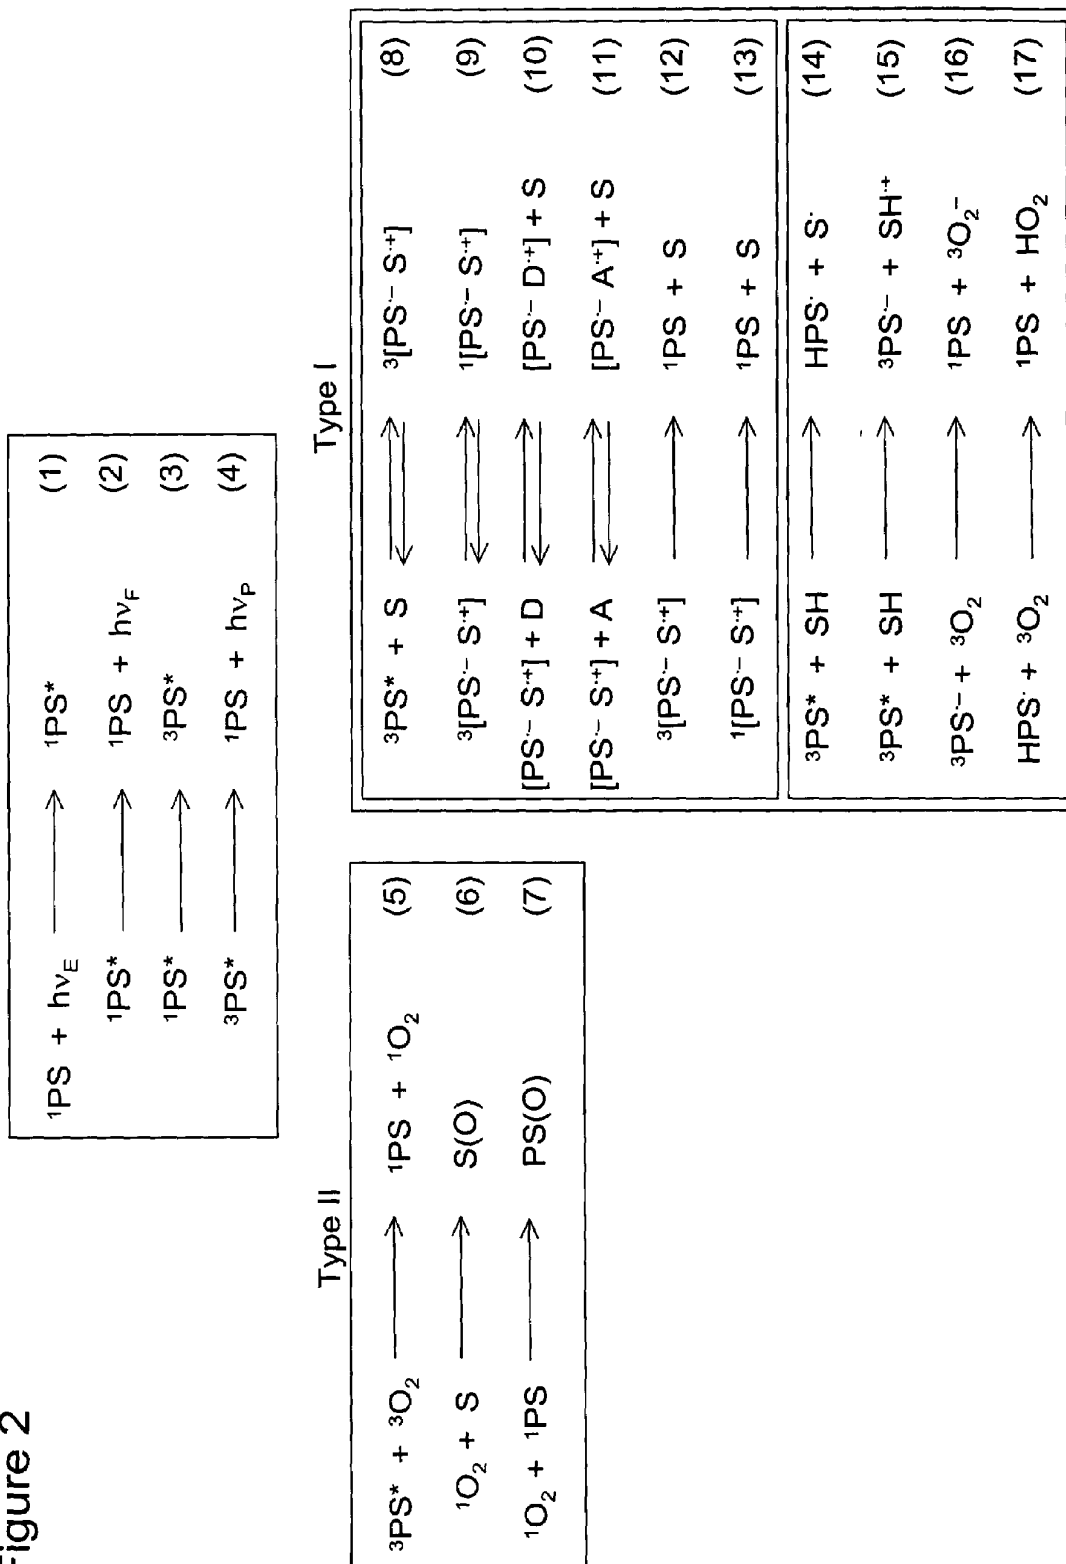 Figure 2
¹PS + hν_E ⟶ ¹PS* (1)
¹PS* ⟶ ¹PS + hν_F (2)
¹PS* ⟶ ³PS* (3)
³PS* ⟶ ¹PS + hν_P (4)
Type II
³PS* + ³O₂ ⟶ ¹PS + ¹O₂ (5)
¹O₂ + S ⟶ S(O) (6)
¹O₂ + ¹PS ⟶ PS(O) (7)
Type I
³PS* + S ⇌ ³[PS·⁻ S·⁺] (8)
³[PS·⁻ S·⁺] ⇌ ¹[PS·⁻ S·⁺] (9)
[PS·⁻ S·⁺] + D ⇌ [PS·⁻ D·⁺] + S (10)
[PS·⁻ S·⁺] + A ⇌ [PS·⁻ A·⁺] + S (11)
³[PS·⁻ S·⁺] ⟶ ¹PS + S (12)
¹[PS·⁻ S·⁺] ⟶ ¹PS + S (13)
³PS* + SH ⟶ HPS· + S· (14)
³PS* + SH ⟶ ³PS·⁻ + SH·⁺ (15)
³PS·⁻ + ³O₂ ⟶ ¹PS + ³O₂⁻ (16)
HPS· + ³O₂ ⟶ ¹PS + HO₂ (17)